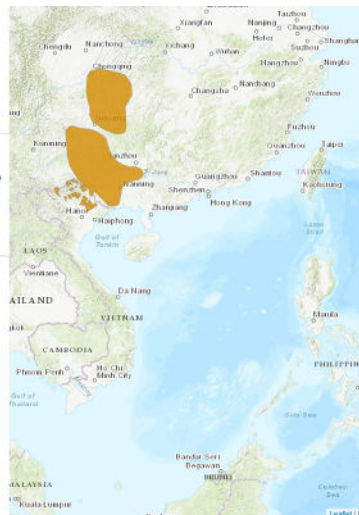 Taizhou
Xiangfan
Nanjing
Changzhou
Hefei
Shanghai
Chengdu
Nanchong
Yichang
Wuhan
Suzhou
Chongqing
Hangzhou
Ningbo
Changsha
Nanchang
Wenzhou
Fuzhou
Kunming
Quanzhou
Taipei
Liuzhou
Guangzhou
Shantou
TAIWAN
Nanning
Shenzhen
Kaohsiung
Hong Kong
Hanoi
Zhanjiang
Haiphong
Gulf of
Tonkin
LAOS
Vientiane
Da Nang
AILAND
VIETNAM
Manila
CAMBODIA
PHILIPPIN
Phnom Penh
Ho Chi
Minh City
Gulf of
Thailand
Sulu Sea
Bandar Seri
Begawan
BRUNEI
MALAYSIA
Celebes
Sea
Kuala Lumpur
Leaflet